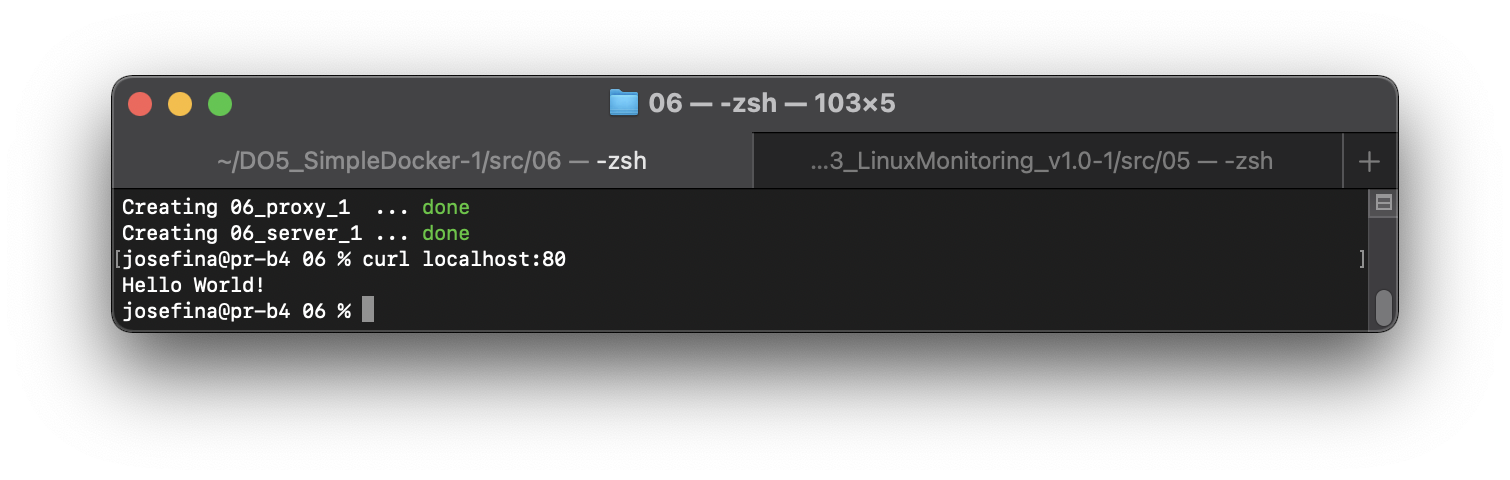 06 — -zsh — 103×5
~/DO5_SimpleDocker-1/src/06 — -zsh
...3_LinuxMonitoring_v1.0-1/src/05 — -zsh
Creating 06_proxy_1  ... done
Creating 06_server_1 ... done
[josefina@pr-b4 06 % curl localhost:80 ]
Hello World!
josefina@pr-b4 06 %